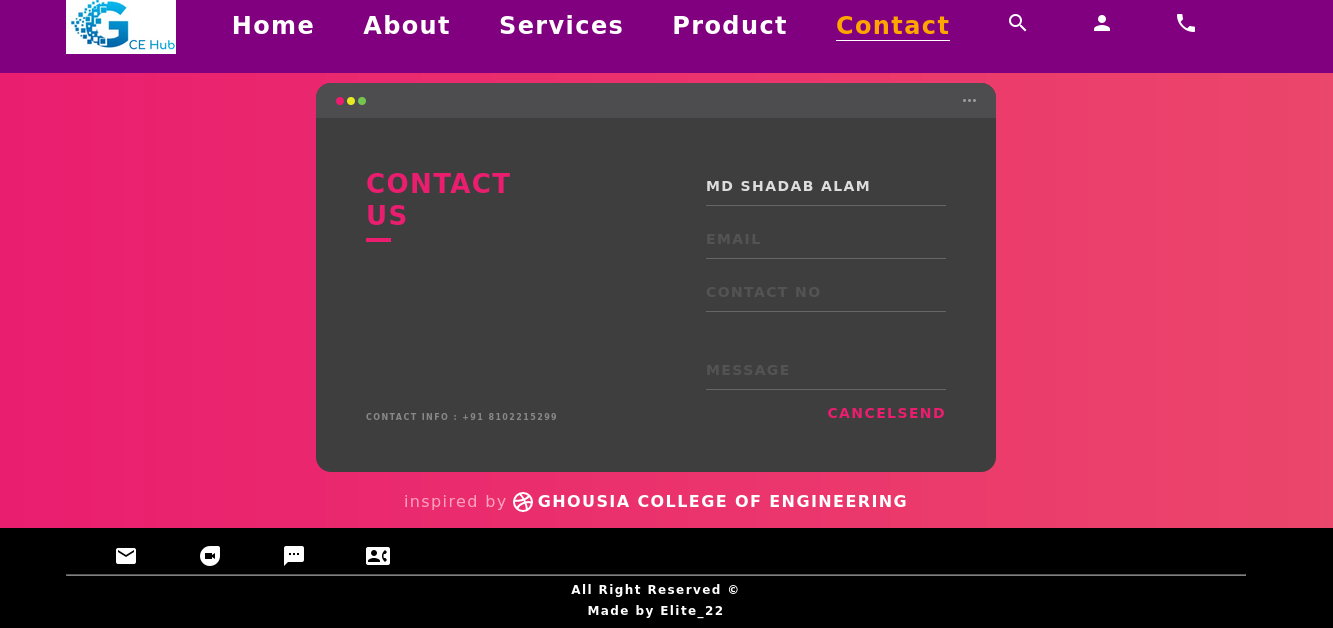 GCE Hub
Home About Services Product Contact
CONTACT
US
MD SHADAB ALAM
EMAIL
CONTACT NO
MESSAGE
CANCELSEND
CONTACT INFO : +91 8102215299
inspired by GHOUSIA COLLEGE OF ENGINEERING
All Right Reserved ©
Made by Elite_22